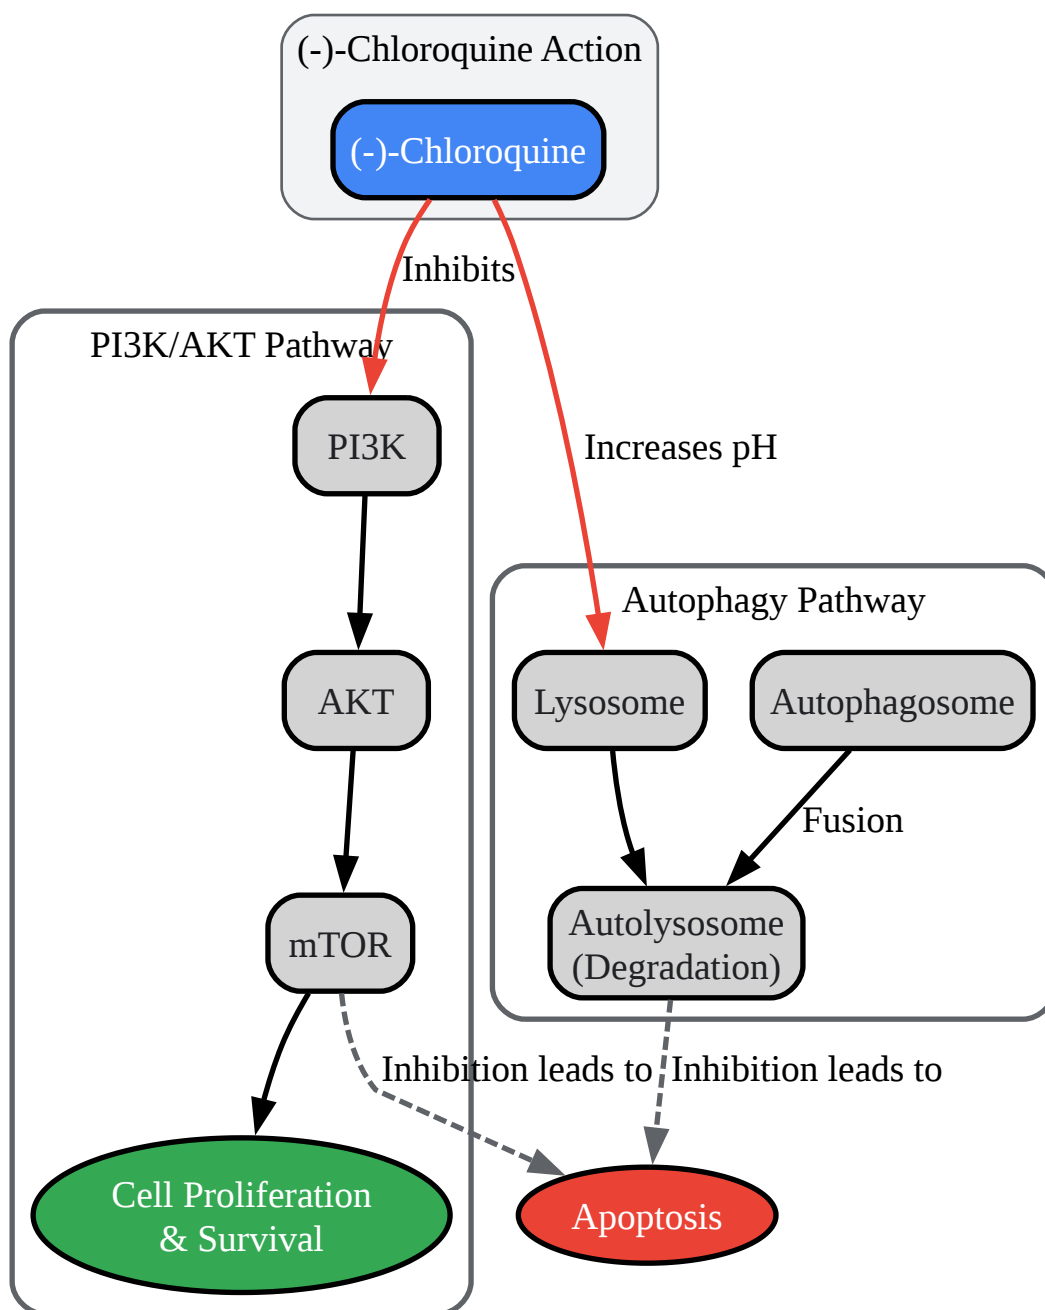 (-)-Chloroquine Action
(-)-Chloroquine
Inhibits
PI3K/AKT Pathway
PI3K
Increases pH
Autophagy Pathway
AKT
Lysosome
Autophagosome
Fusion
mTOR
Autolysosome
(Degradation)
Inhibition leads to
Inhibition leads to
Cell Proliferation
& Survival
Apoptosis